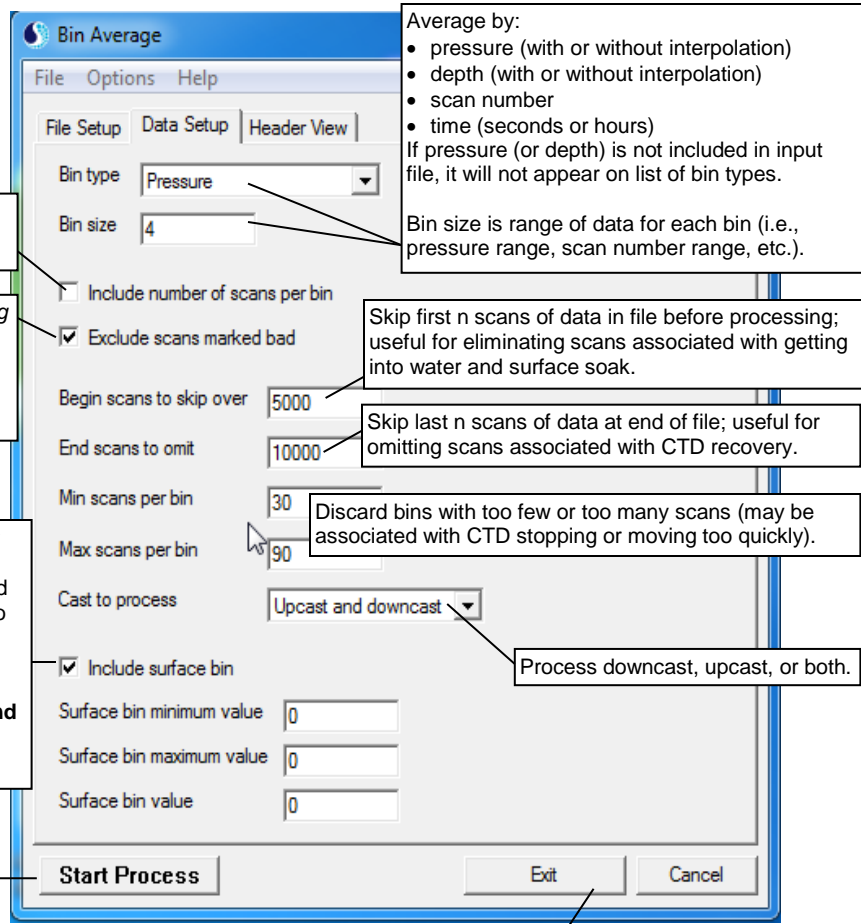 Bin Average
File Options Help
File Setup Data Setup Header View
Bin type Pressure
Bin size 4
Include number of scans per bin
Exclude scans marked bad
Begin scans to skip over 5000
End scans to omit 10000
Min scans per bin 30
Max scans per bin 90
Cast to process Upcast and downcast
Include surface bin
Surface bin minimum value 0
Surface bin maximum value 0
Surface bin value 0
Start Process Exit Cancel
Average by:
• pressure (with or without interpolation)
• depth (with or without interpolation)
• scan number
• time (seconds or hours)
If pressure (or depth) is not included in input
file, it will not appear on list of bin types.
Bin size is range of data for each bin (i.e.,
pressure range, scan number range, etc.).
Skip first n scans of data in file before processing;
useful for eliminating scans associated with getting
into water and surface soak.
Skip last n scans of data at end of file; useful for
omitting scans associated with CTD recovery.
Discard bins with too few or too many scans (may be
associated with CTD stopping or moving too quickly).
Process downcast, upcast, or both.